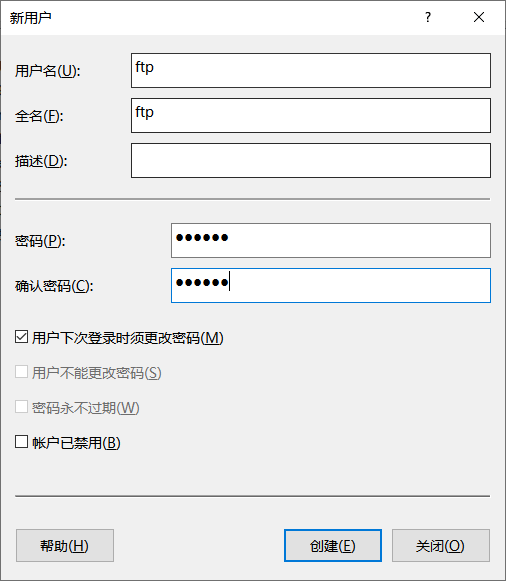 新用户
用户名(U):
ftp
全名(F):
ftp
描述(D):
密码(P):
●●●●●●
确认密码(C):
●●●●●●
用户下次登录时须更改密码(M)
用户不能更改密码(S)
密码永不过期(W)
帐户已禁用(B)
帮助(H)
创建(E)
关闭(O)